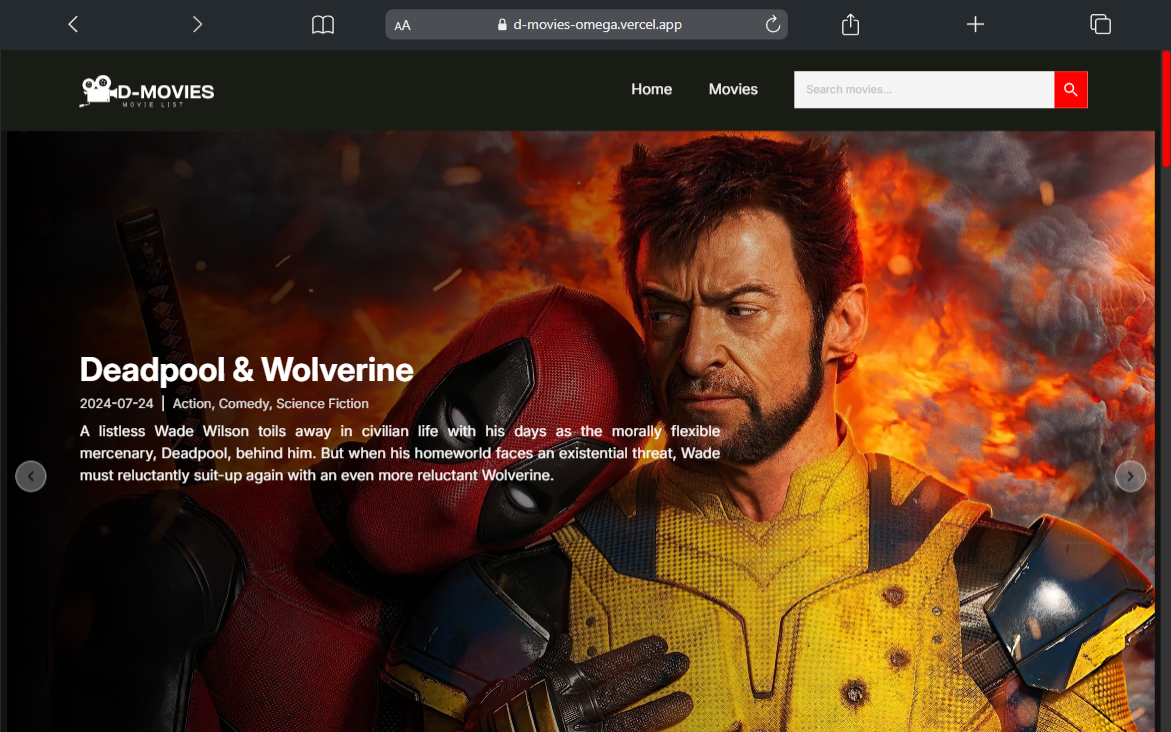 AA d-movies-omega.vercel.app
D-MOVIES
MOVIE LIST
Home Movies Search movies...
Deadpool & Wolverine
2024-07-24 | Action, Comedy, Science Fiction
A listless Wade Wilson toils away in civilian life with his days as the morally flexible
mercenary, Deadpool, behind him. But when his homeworld faces an existential threat, Wade
must reluctantly suit-up again with an even more reluctant Wolverine.